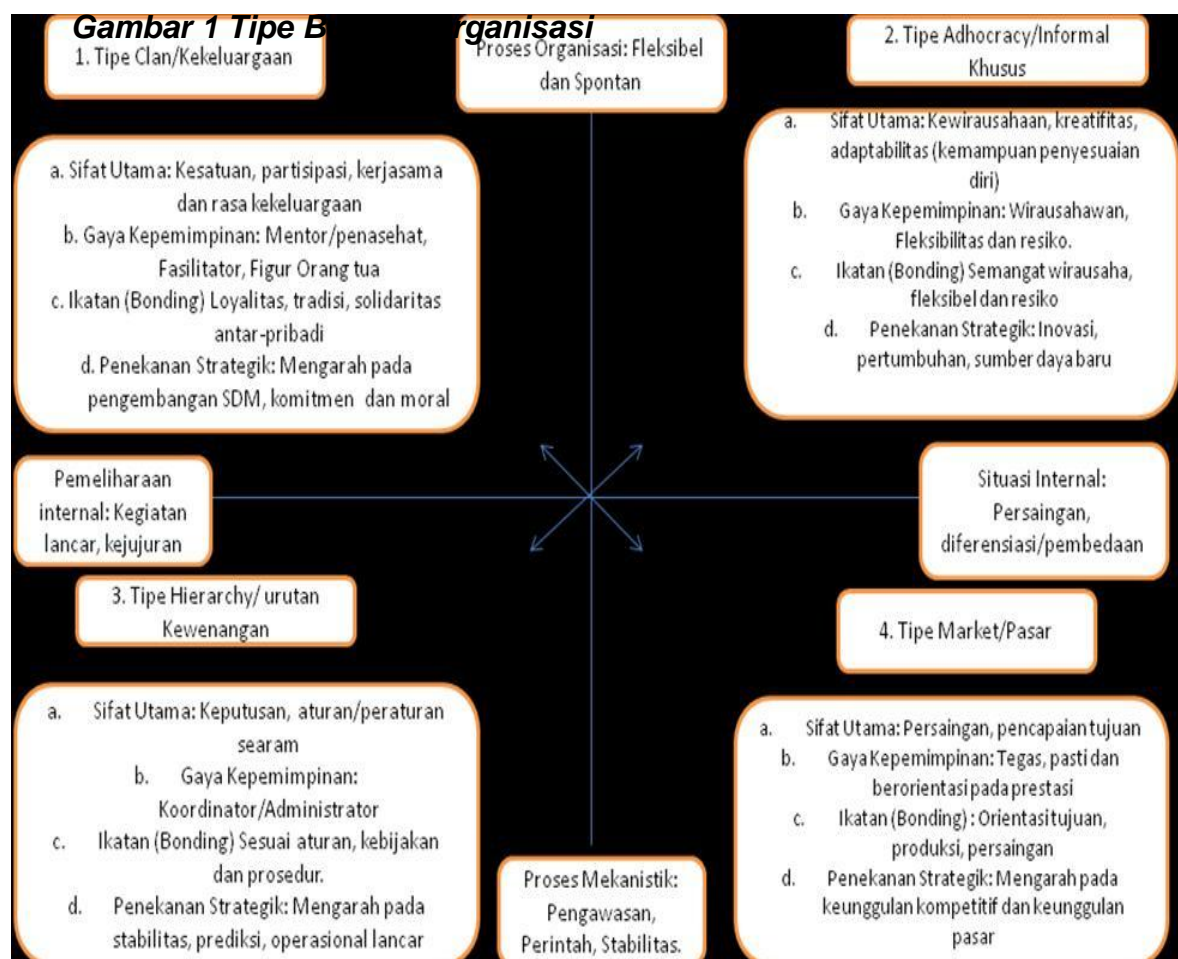 Gambar 1 Tipe B rganisasi
1. Tipe Clan/Kekeluargaan
Proses Organisasi: Fleksibel
dan Spontan
2. Tipe Adhocracy/Informal
Khusus
a. Sifat Utama: Kesatuan, partisipasi, kerjasama
dan rasa kekeluargaan
b. Gaya Kepemimpinan: Mentor/penasehat,
Fasilitator, Figur Orang tua
c. Ikatan (Bonding) Loyalitas, tradisi, solidaritas
antar-pribadi
d. Penekanan Strategik: Mengarah pada
pengembangan SDM, komitmen dan moral
a. Sifat Utama: Kewirausahaan, kreatifitas,
adaptabilitas (kemampuan penyesuaian
diri)
b. Gaya Kepemimpinan: Wirausahawan,
Fleksibilitas dan resiko.
c. Ikatan (Bonding) Semangat wirausaha,
fleksibel dan resiko
d. Penekanan Strategik: Inovasi,
pertumbuhan, sumber daya baru
Pemeliharaan
internal: Kegiatan
lancar, kejujuran
Situasi Internal:
Persaingan,
diferensiasi/pembedaan
3. Tipe Hierarchy/ urutan
Kewenangan
4. Tipe Market/Pasar
a. Sifat Utama: Keputusan, aturan/peraturan
searam
b. Gaya Kepemimpinan:
Koordinator/Administrator
c. Ikatan (Bonding) Sesuai aturan, kebijakan
dan prosedur.
d. Penekanan Strategik: Mengarah pada
stabilitas, prediksi, operasional lancar
Proses Mekanistik:
Pengawasan,
Perintah, Stabilitas.
a. Sifat Utama: Persaingan, pencapaian tujuan
b. Gaya Kepemimpinan: Tegas, pasti dan
berorientasi pada prestasi
c. Ikatan (Bonding) : Orientasi tujuan,
produksi, persaingan
d. Penekanan Strategik: Mengarah pada
keunggulan kompetitif dan keunggulan
pasar